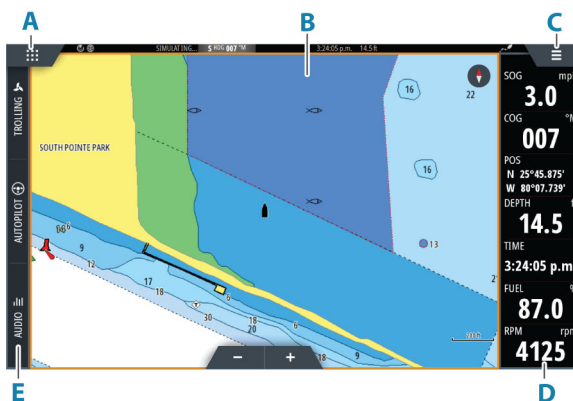 A
B
C
SIMULATING...
S HDG 007 °M
3:24:05 p.m.
14.5 ft
TROLLING
AUTOPILOT
AUDIO
SOUTH POINTE PARK
16
22
16
13
6
9
12
17
18
30
6
18
20
6
18
9
SOG
3.0
COG
°M
007
POS
N 25°45.875'
W 80°07.739'
DEPTH
14.5
TIME
3:24:05 p.m.
FUEL
87.0
RPM
rpm
4125
−
+
E
D